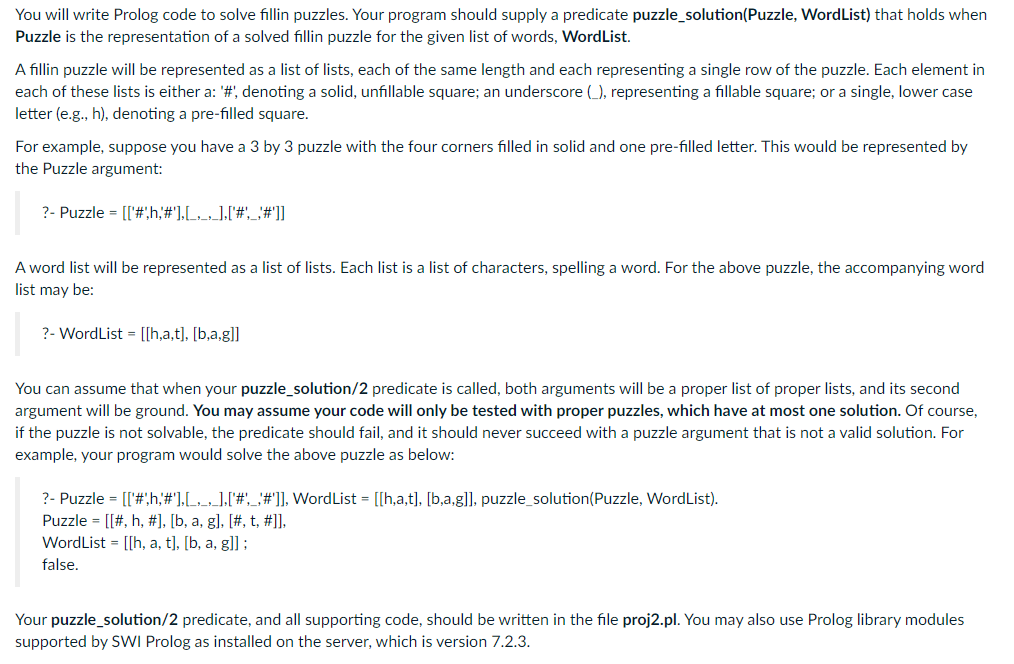 You will write Prolog code to solve fillin puzzles. Your program should supply a predicate puzzle_solution(Puzzle, WordList) that holds when
Puzzle is the representation of a solved fillin puzzle for the given list of words, WordList.
A fillin puzzle will be represented as a list of lists, each of the same length and each representing a single row of the puzzle. Each element in
each of these lists is either a: '#', denoting a solid, unfillable square; an underscore (_), representing a fillable square; or a single, lower case
letter (e.g., h), denoting a pre-filled square.
For example, suppose you have a 3 by 3 puzzle with the four corners filled in solid and one pre-filled letter. This would be represented by
the Puzzle argument:
?- Puzzle = [['#',h,'#'],[_,_,_],['#',_,'#']]
A word list will be represented as a list of lists. Each list is a list of characters, spelling a word. For the above puzzle, the accompanying word
list may be:
?- WordList = [[h,a,t], [b,a,g]]
You can assume that when your puzzle_solution/2 predicate is called, both arguments will be a proper list of proper lists, and its second
argument will be ground. You may assume your code will only be tested with proper puzzles, which have at most one solution. Of course,
if the puzzle is not solvable, the predicate should fail, and it should never succeed with a puzzle argument that is not a valid solution. For
example, your program would solve the above puzzle as below:
?- Puzzle = [['#',h,'#'],[_,_,_],['#',_,'#']], WordList = [[h,a,t], [b,a,g]], puzzle_solution(Puzzle, WordList).
Puzzle = [[#, h, #], [b, a, g], [#, t, #]],
WordList = [[h, a, t], [b, a, g]] ;
false.
Your puzzle_solution/2 predicate, and all supporting code, should be written in the file proj2.pl. You may also use Prolog library modules
supported by SWI Prolog as installed on the server, which is version 7.2.3.